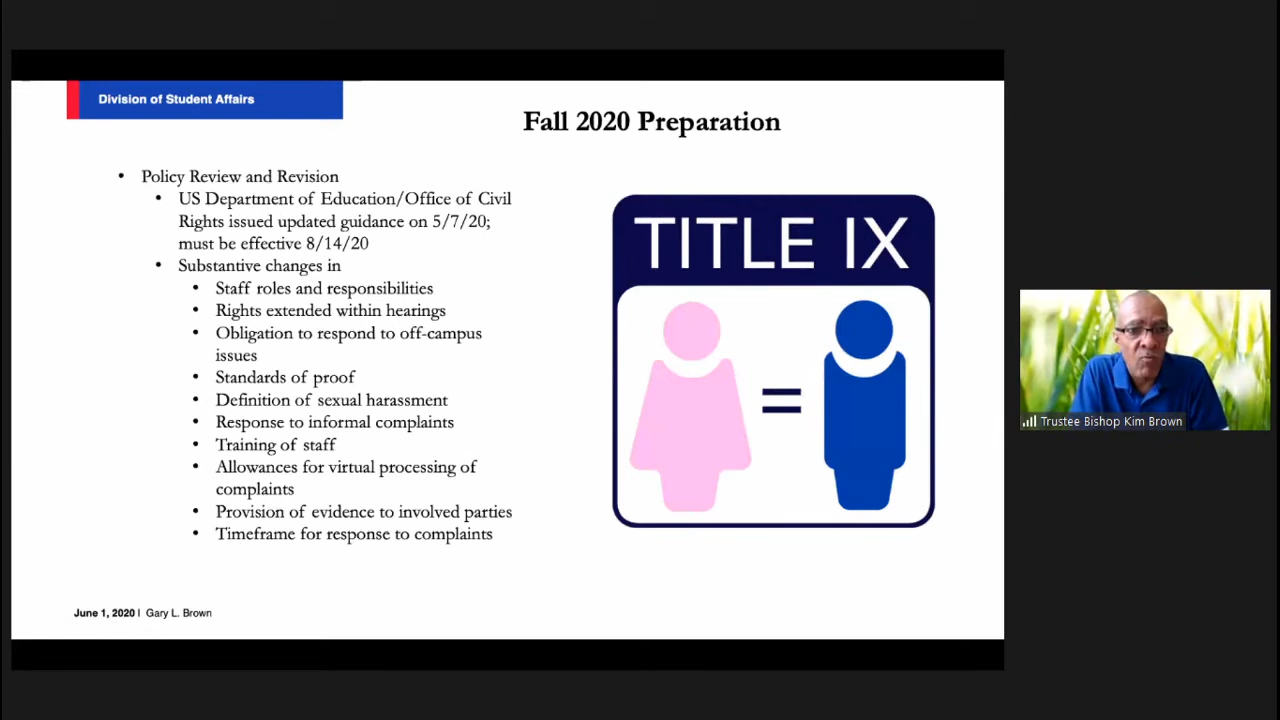 Division of Student Affairs
Fall 2020 Preparation
• Policy Review and Revision
• US Department of Education/Office of Civil
Rights issued updated guidance on 5/7/20;
must be effective 8/14/20
• Substantive changes in
• Staff roles and responsibilities
• Rights extended within hearings
• Obligation to respond to off-campus
issues
• Standards of proof
• Definition of sexual harassment
• Response to informal complaints
• Training of staff
• Allowances for virtual processing of
complaints
• Provision of evidence to involved parties
• Timeframe for response to complaints
TITLE IX
=
June 1, 2020 | Gary L. Brown
Trustee Bishop Kim Brown